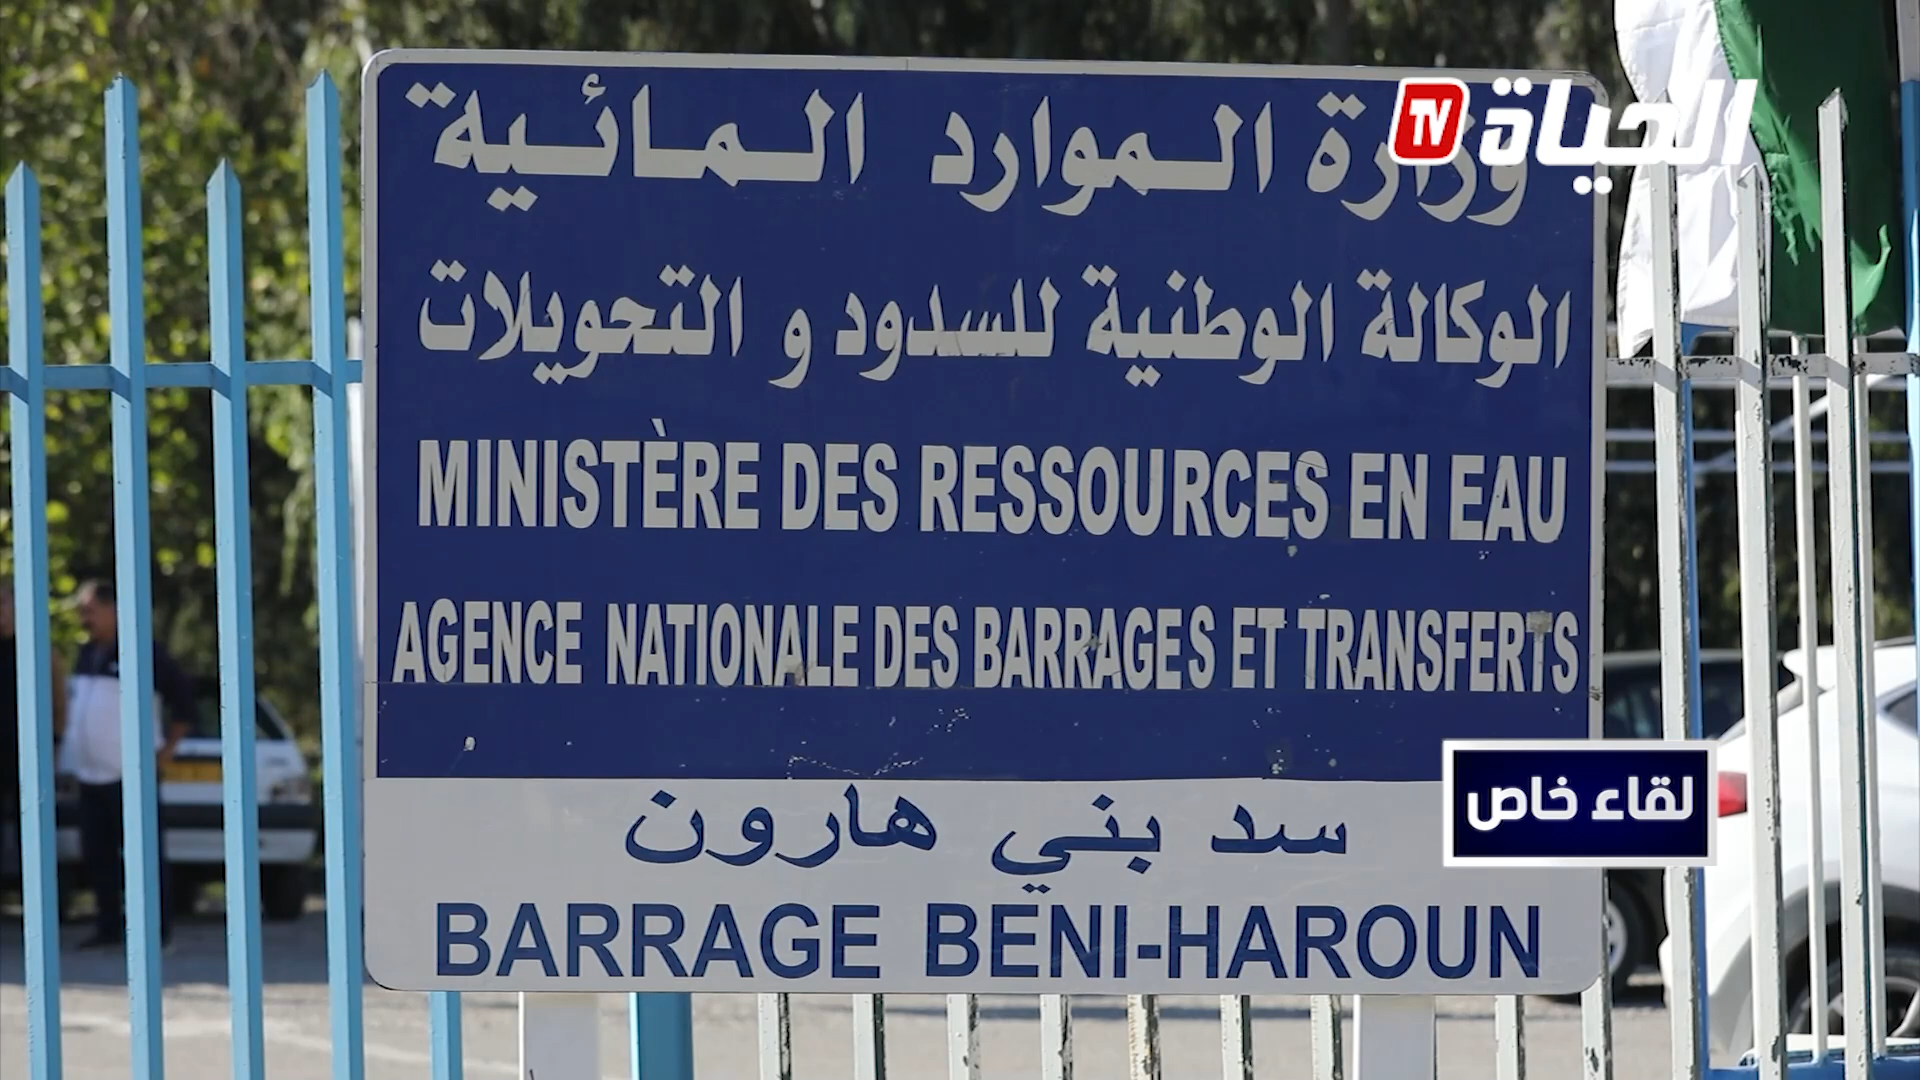 وزارة الموارد المائية
الحياة TV
الوكالة الوطنية للسدود و التحويلات
MINISTÈRE DES RESSOURCES EN EAU
AGENCE NATIONALE DES BARRAGES ET TRANSFERTS
لقاء خاص
سد بني هارون
BARRAGE BENI-HAROUN